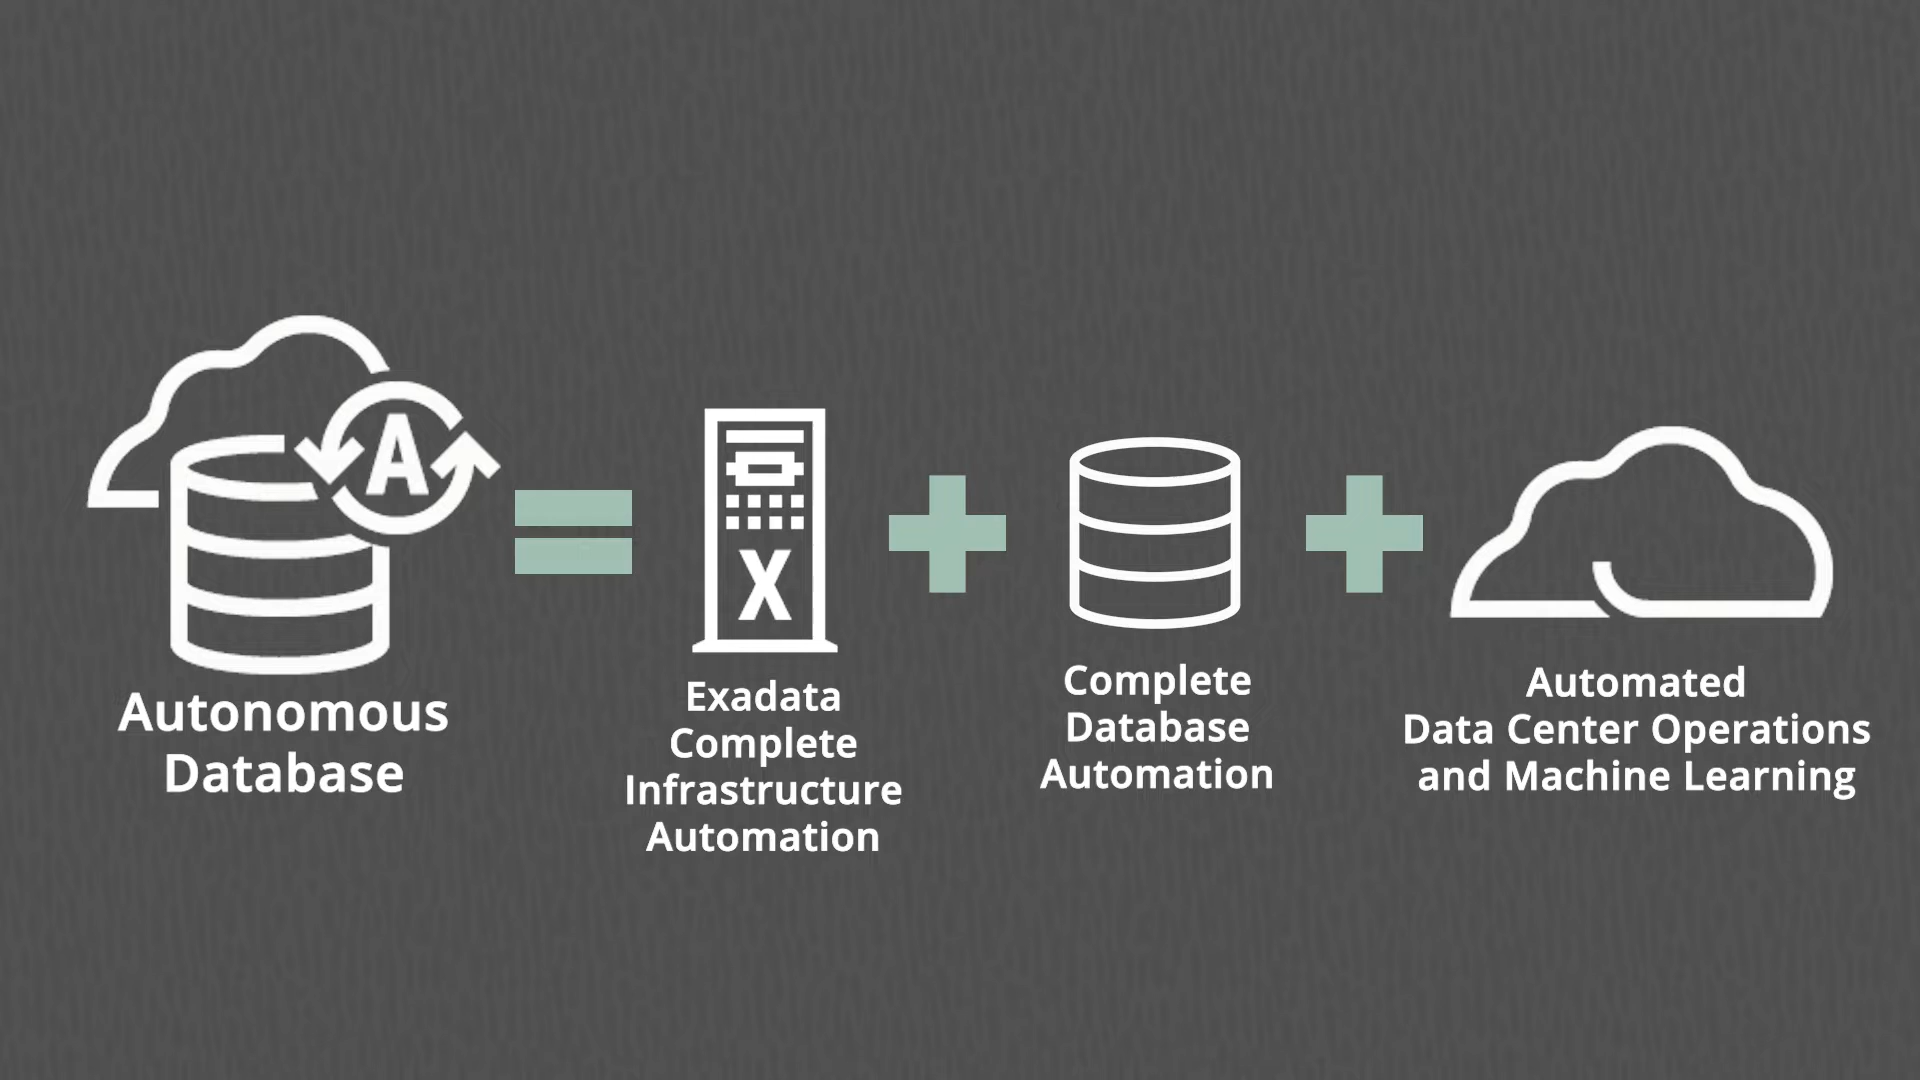 A
Autonomous
Database
=
X
Exadata
Complete
Infrastructure
Automation
+
Complete
Database
Automation
+
Automated
Data Center Operations
and Machine Learning